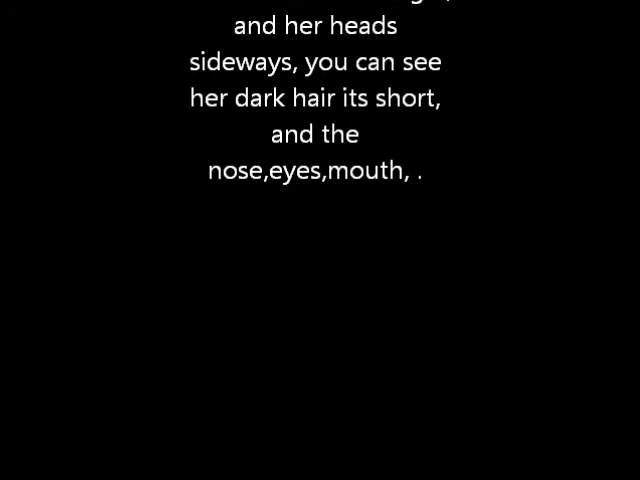 and her heads
sideways, you can see
her dark hair its short,
and the
nose,eyes,mouth, .